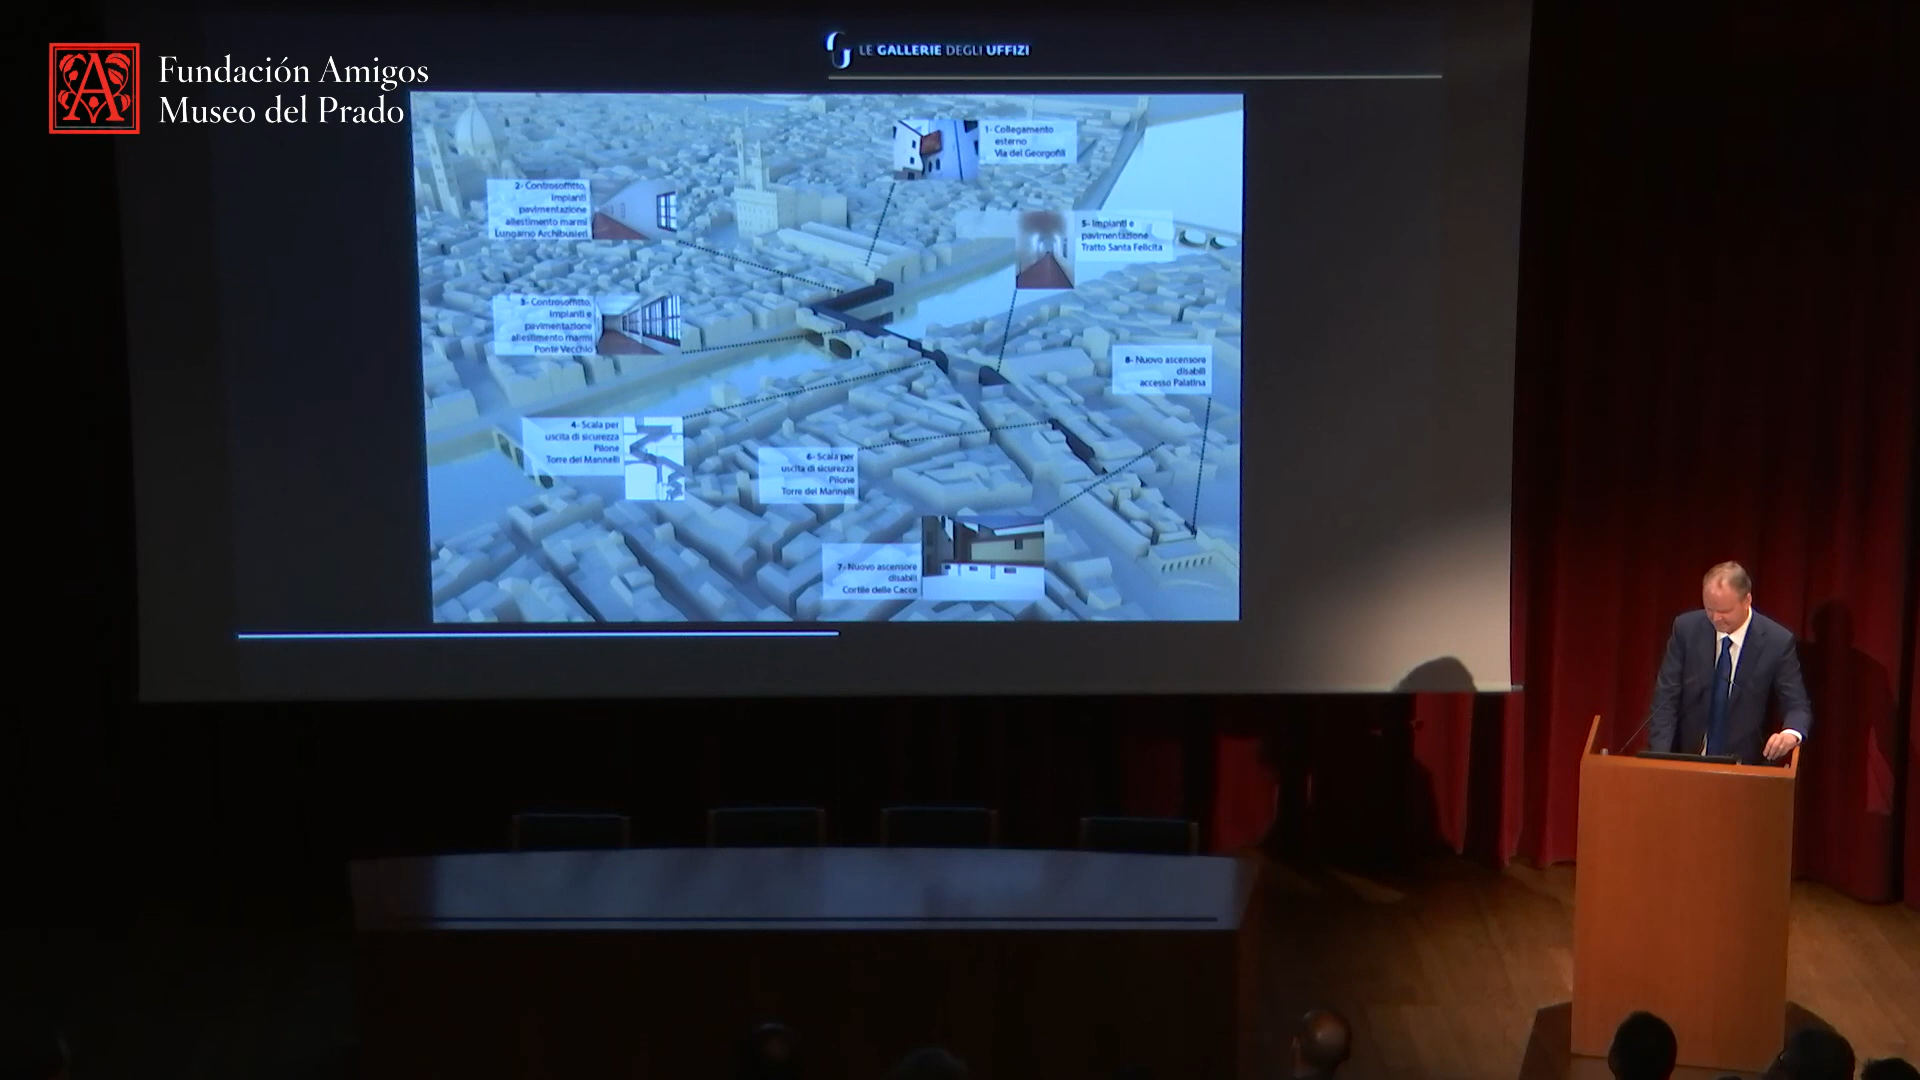 Fundación Amigos
Museo del Prado
LE GALLERIE DEGLI UFFIZI
1- Collegamento
esterno
Via dei Georgofili
2- Controsoffitto,
Impianti
pavimentazione
allestimento marmi
Lungarno Archibusieri
5- Impianti e
pavimentazione
Tratto Santa Felicita
3- Controsoffitto,
Impianti e
pavimentazione
allestimento marmi
Ponte Vecchio
8- Nuovo ascensore
disabili
accesso Palatina
4- Scala per
uscita di sicurezza
Pilone
Torre dei Mannelli
6- Scala per
uscita di sicurezza
Pilone
Torre dei Mannelli
7- Nuovo ascensore
disabili
Cortile delle Cacce